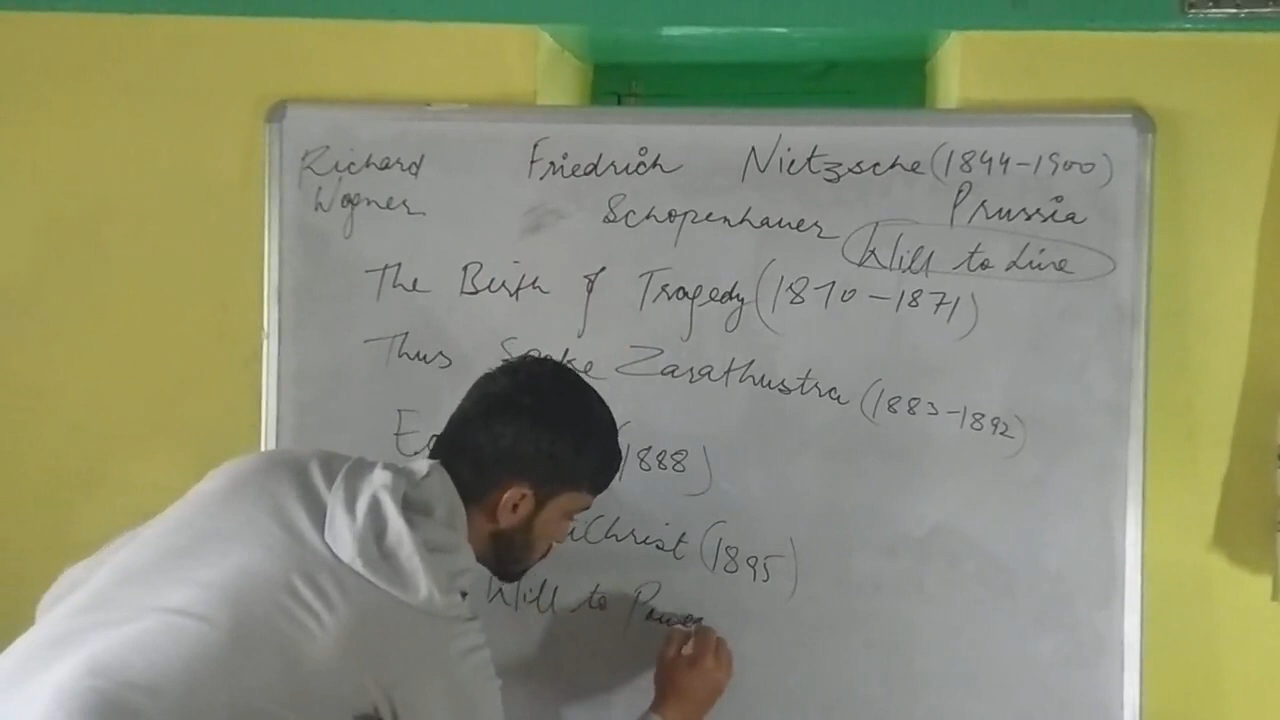 Richard Friedrich Nietzsche (1844-1900)
Wagner Schopenhauer Prussia
Will to Live
The Birth of Tragedy (1870-1871)
Thus Zarathustra (1883-1892)
(1888)
iChrist (1895)
Will to Power